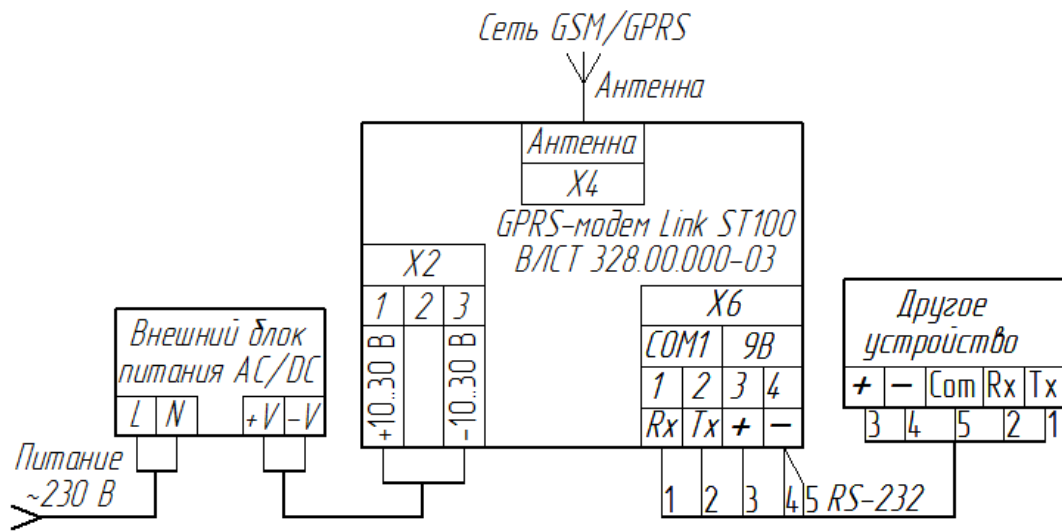 Сеть GSM/GPRS
Антенна
Антенна
X4
GPRS-модем Link ST100
ВЛСТ 328.00.000-03
X2
1 2 3
+10..30 В
-10..30 В
X6
COM1 9В
1 2 3 4
Rx Tx + -
Внешний блок
питания AC/DC
L N +V -V
Питание
~230 В
Другое
устройство
+ - Com Rx Tx
3 4 5 2 1
1 2 3 4 5 RS-232